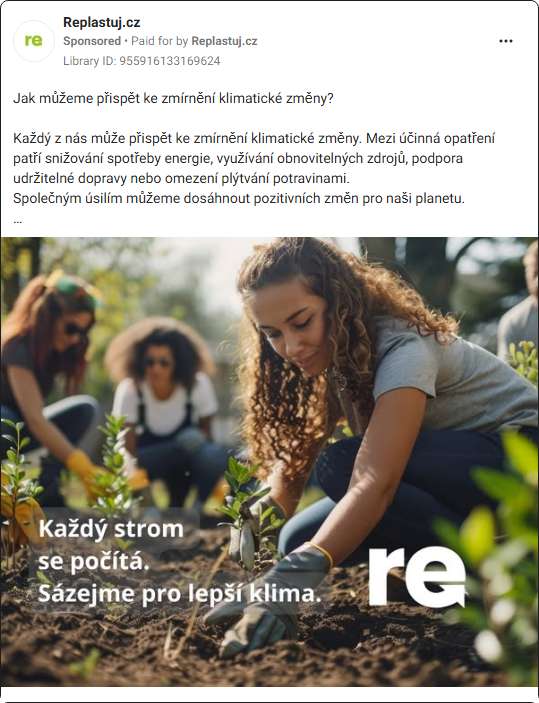 re
Replastuj.cz
Sponsored • Paid for by Replastuj.cz
Library ID: 955916133169624
Jak můžeme přispět ke zmírnění klimatické změny?
Každý z nás může přispět ke zmírnění klimatické změny. Mezi účinná opatření
patří snižování spotřeby energie, využívání obnovitelných zdrojů, podpora
udržitelné dopravy nebo omezení plýtvání potravinami.
Společným úsilím můžeme dosáhnout pozitivních změn pro naši planetu.
...
Každý strom
se počítá.
Sázejme pro lepší klima.
re